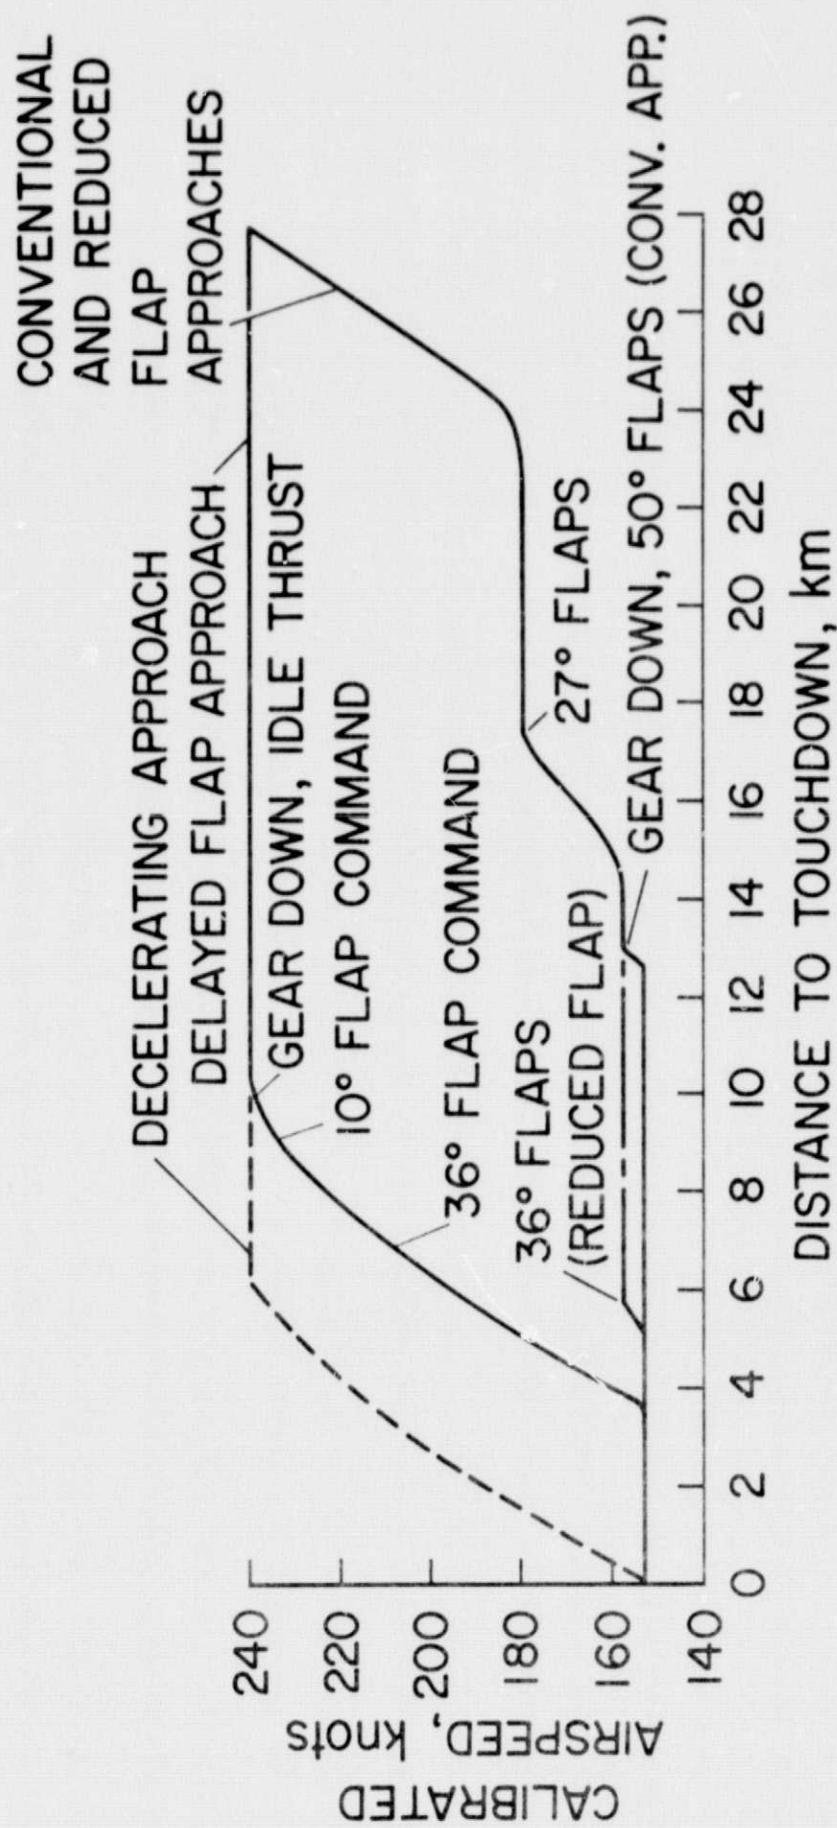 CONVENTIONAL
AND REDUCED
FLAP
APPROACHES
DECELERATING APPROACH
DELAYED FLAP APPROACH
GEAR DOWN, IDLE THRUST
10° FLAP COMMAND
36° FLAP COMMAND
36° FLAPS
(REDUCED FLAP)
27° FLAPS
GEAR DOWN, 50° FLAPS (CONV. APP.)
CALIBRATED
AIRSPEED, knots
240
220
200
180
160
140
0 2 4 6 8 10 12 14 16 18 20 22 24 26 28
DISTANCE TO TOUCHDOWN, km